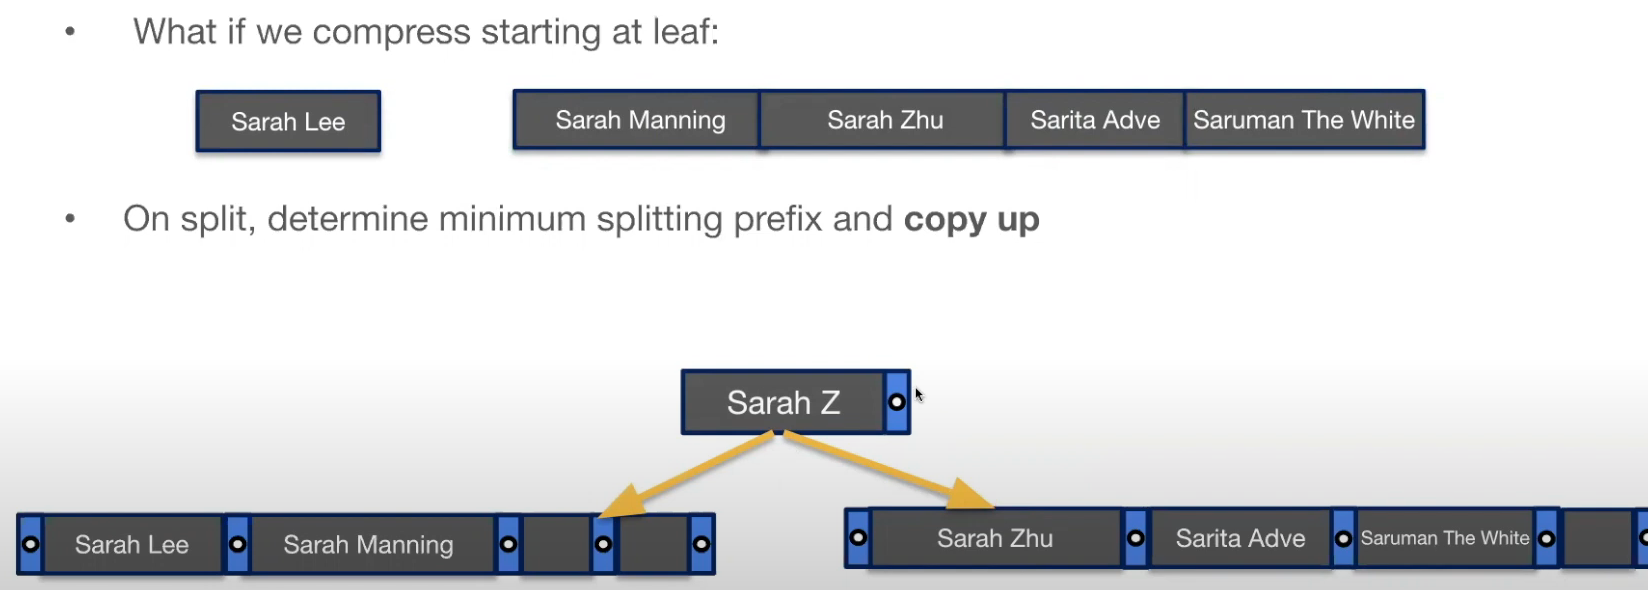 • What if we compress starting at leaf:
Sarah Lee Sarah Manning Sarah Zhu Sarita Adve Saruman The White
• On split, determine minimum splitting prefix and copy up
Sarah Z
Sarah Lee Sarah Manning Sarah Zhu Sarita Adve Saruman The White